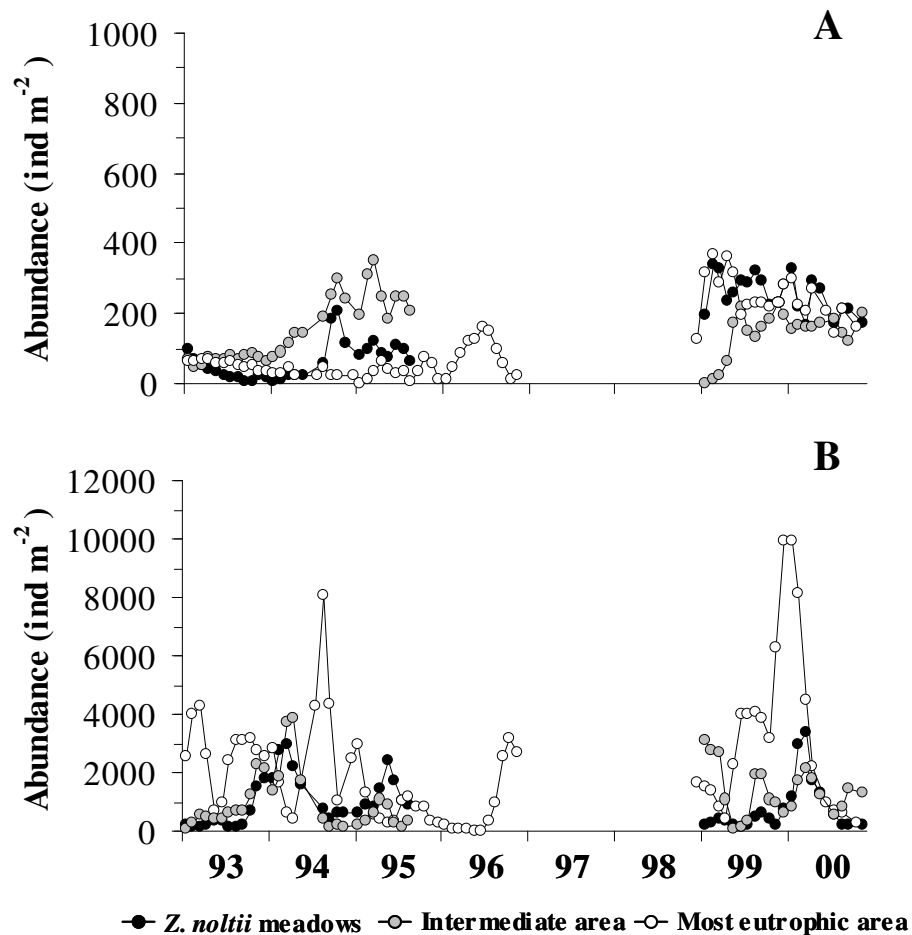 A
Abundance (ind m-2 )
1000
800
600
400
200
0
B
Abundance (ind m-2 )
12000
10000
8000
6000
4000
2000
0
93 94 95 96 97 98 99 00
Z. noltii meadows Intermediate area Most eutrophic area